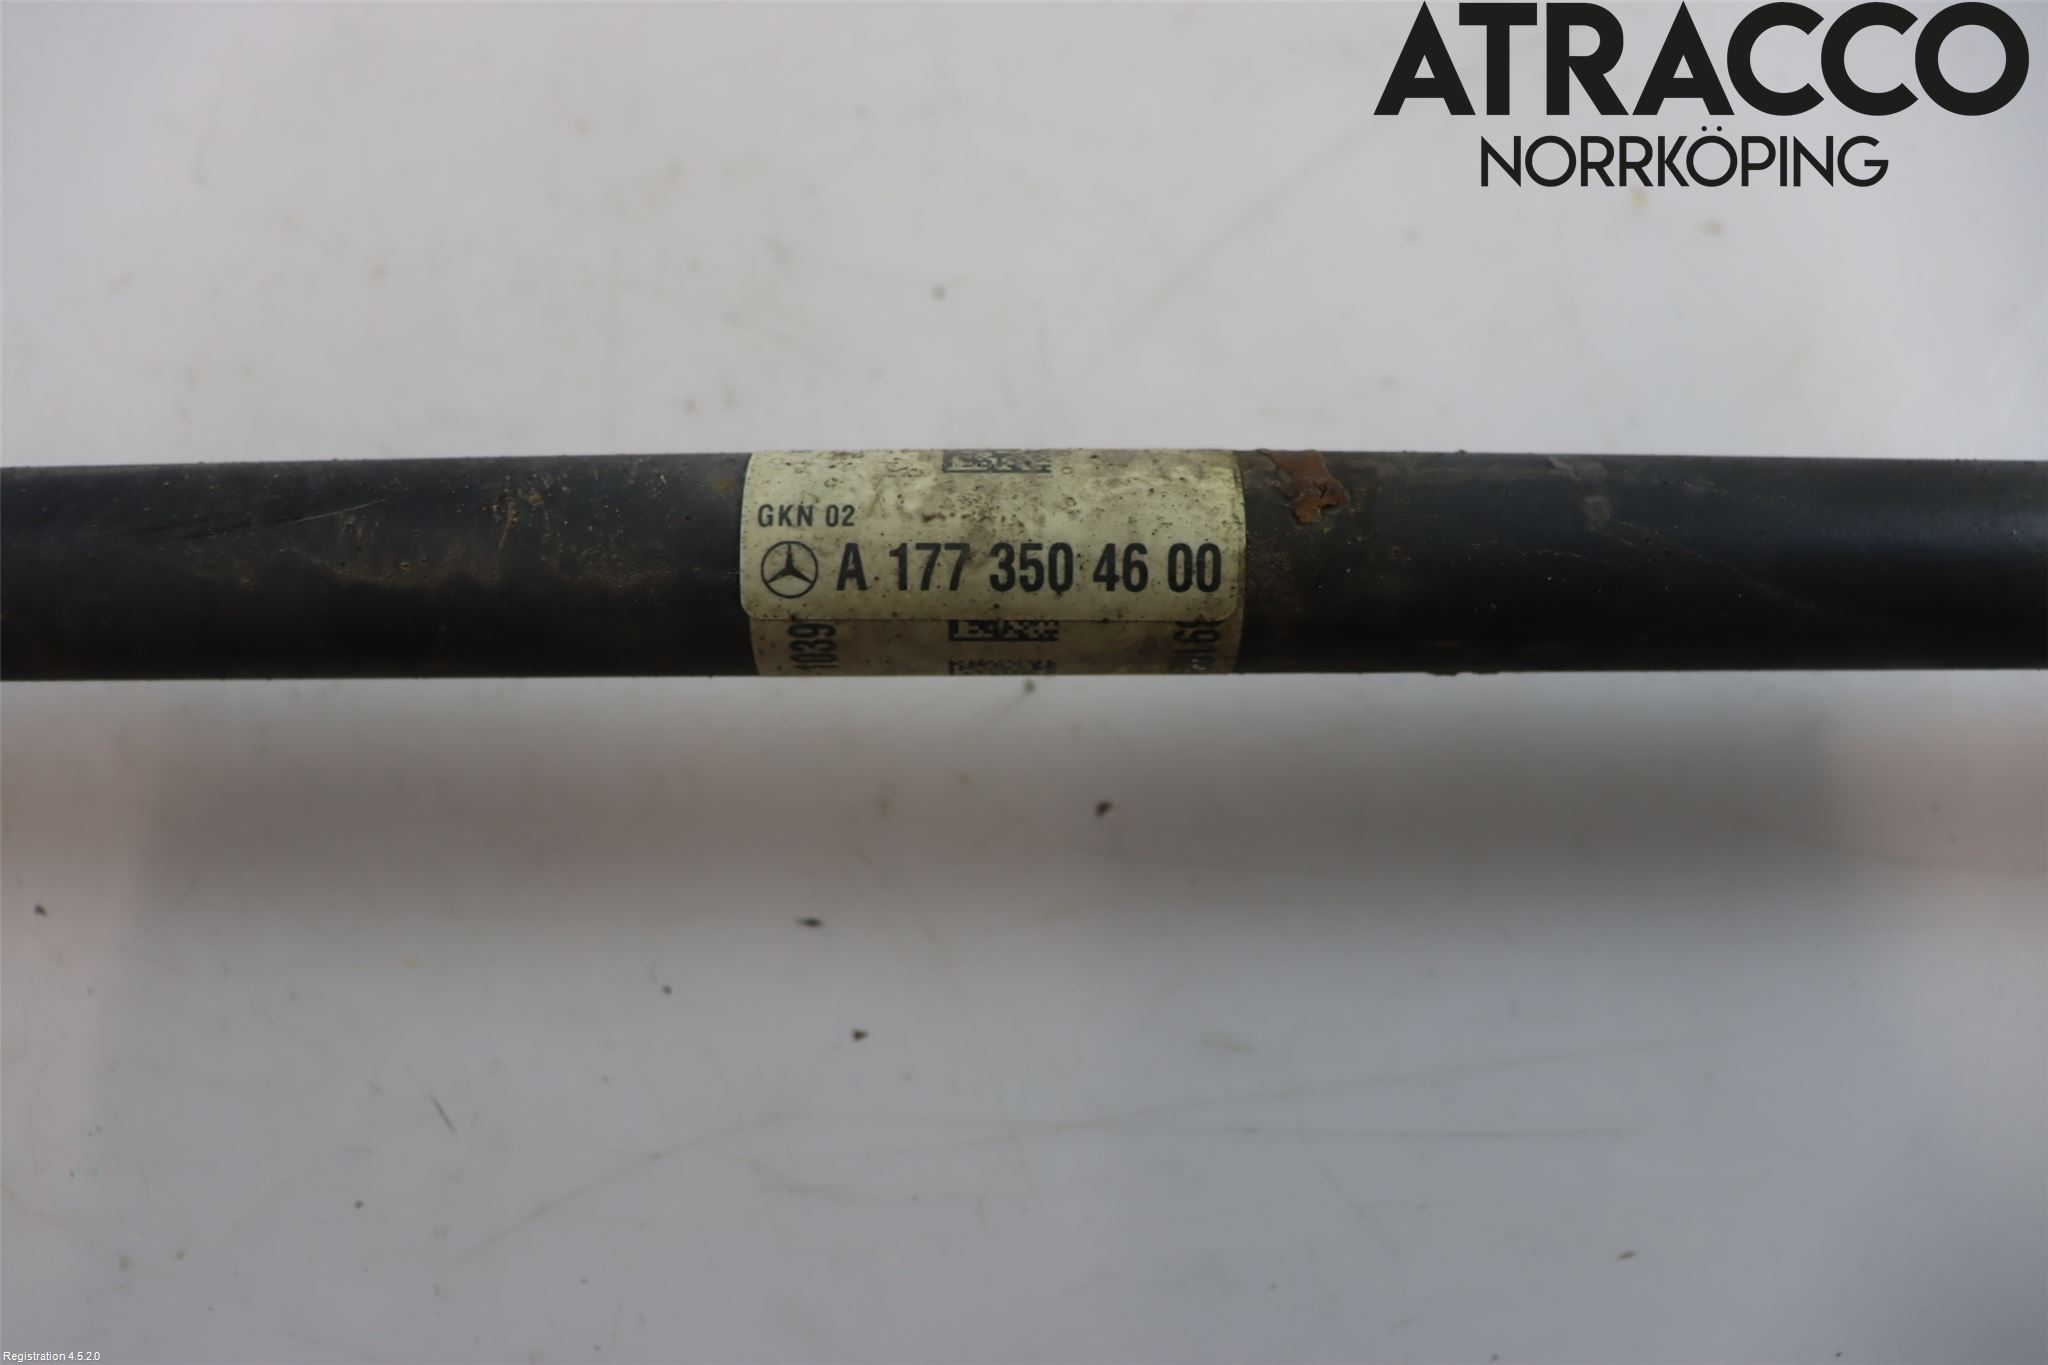 ATRACCO
NORRKÖPING
GKN 02
A 177 350 46 00
Registration 4.5.2.0